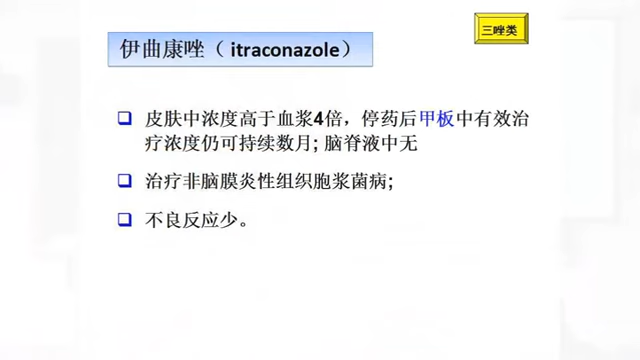 三唑类
伊曲康唑（ itraconazole）
皮肤中浓度高于血浆4倍，停药后甲板中有效治
疗浓度仍可持续数月; 脑脊液中无
治疗非脑膜炎性组织胞浆菌病;
不良反应少。